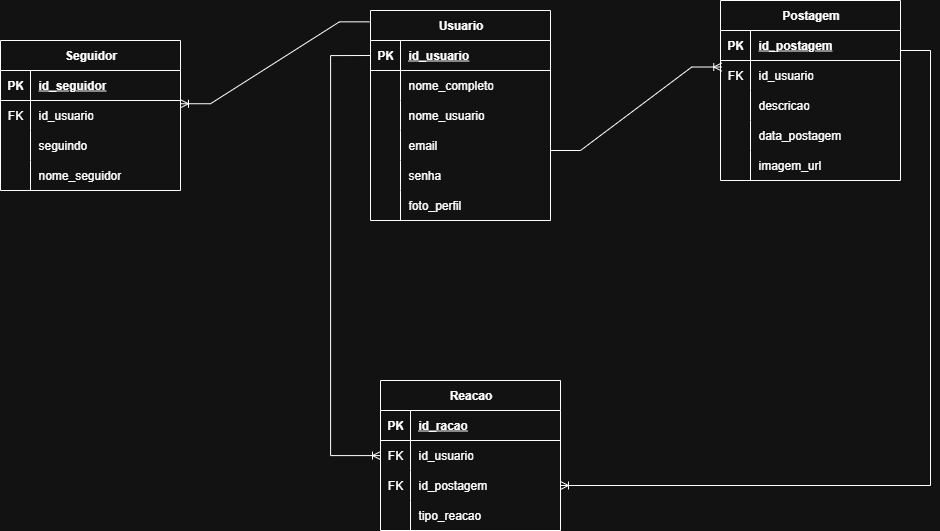 Seguidor
PK id_seguidor
FK id_usuario
seguindo
nome_seguidor
Usuario
PK id_usuario
nome_completo
nome_usuario
email
senha
foto_perfil
Postagem
PK id_postagem
FK id_usuario
descricao
data_postagem
imagem_url
Reacao
PK id_racao
FK id_usuario
FK id_postagem
tipo_reacao